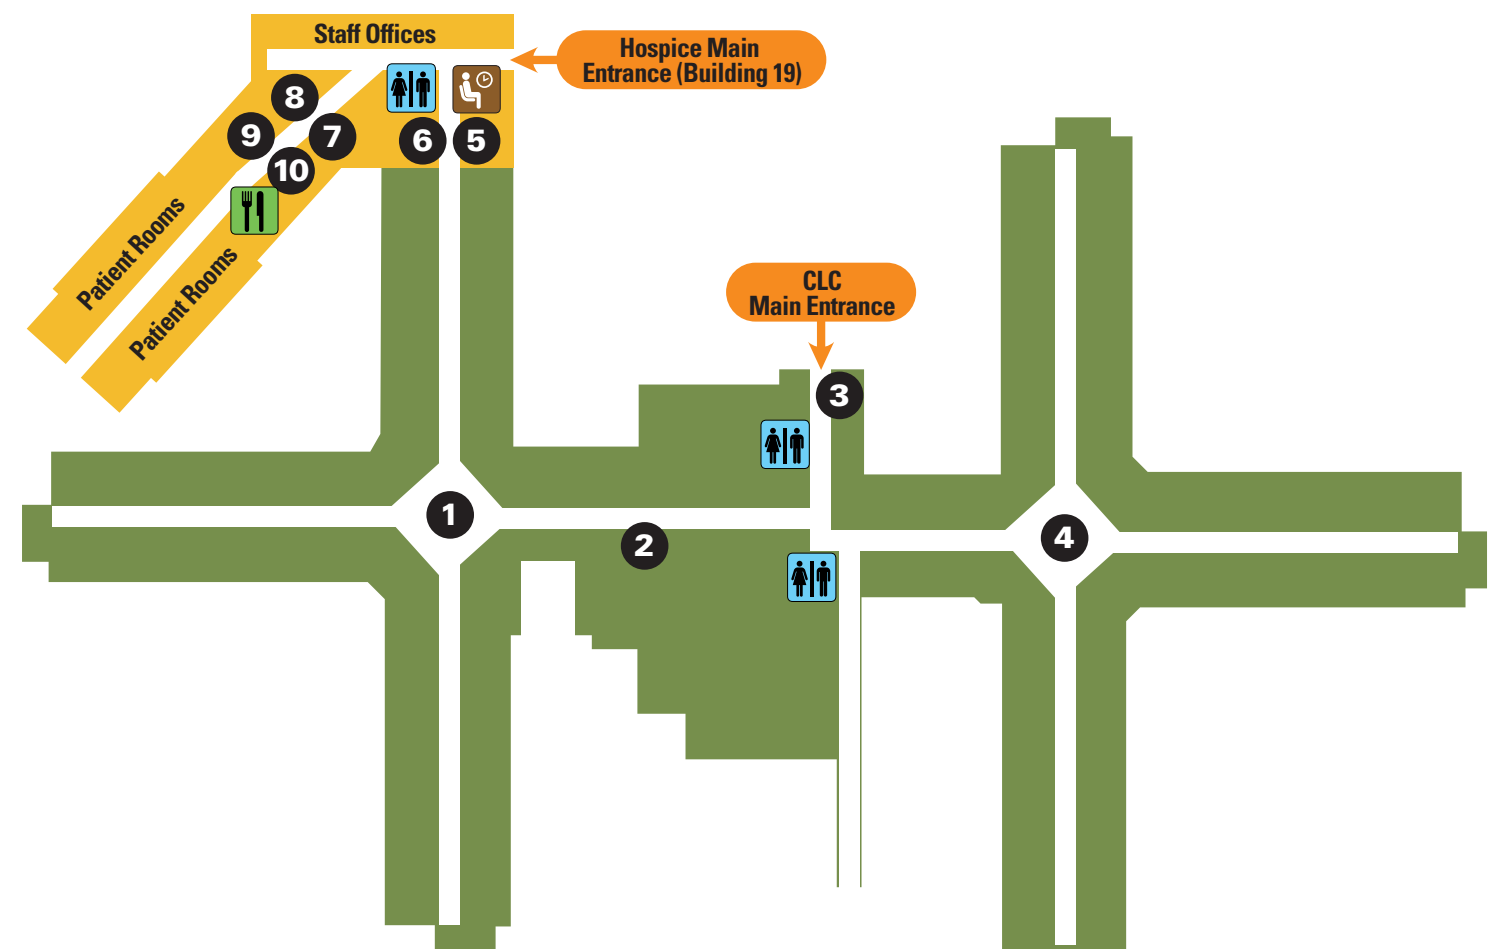 Staff Offices
Hospice Main
Entrance (Building 19)
8
9
7
6
5
10
Patient Rooms
Patient Rooms
CLC
Main Entrance
3
1
2
4